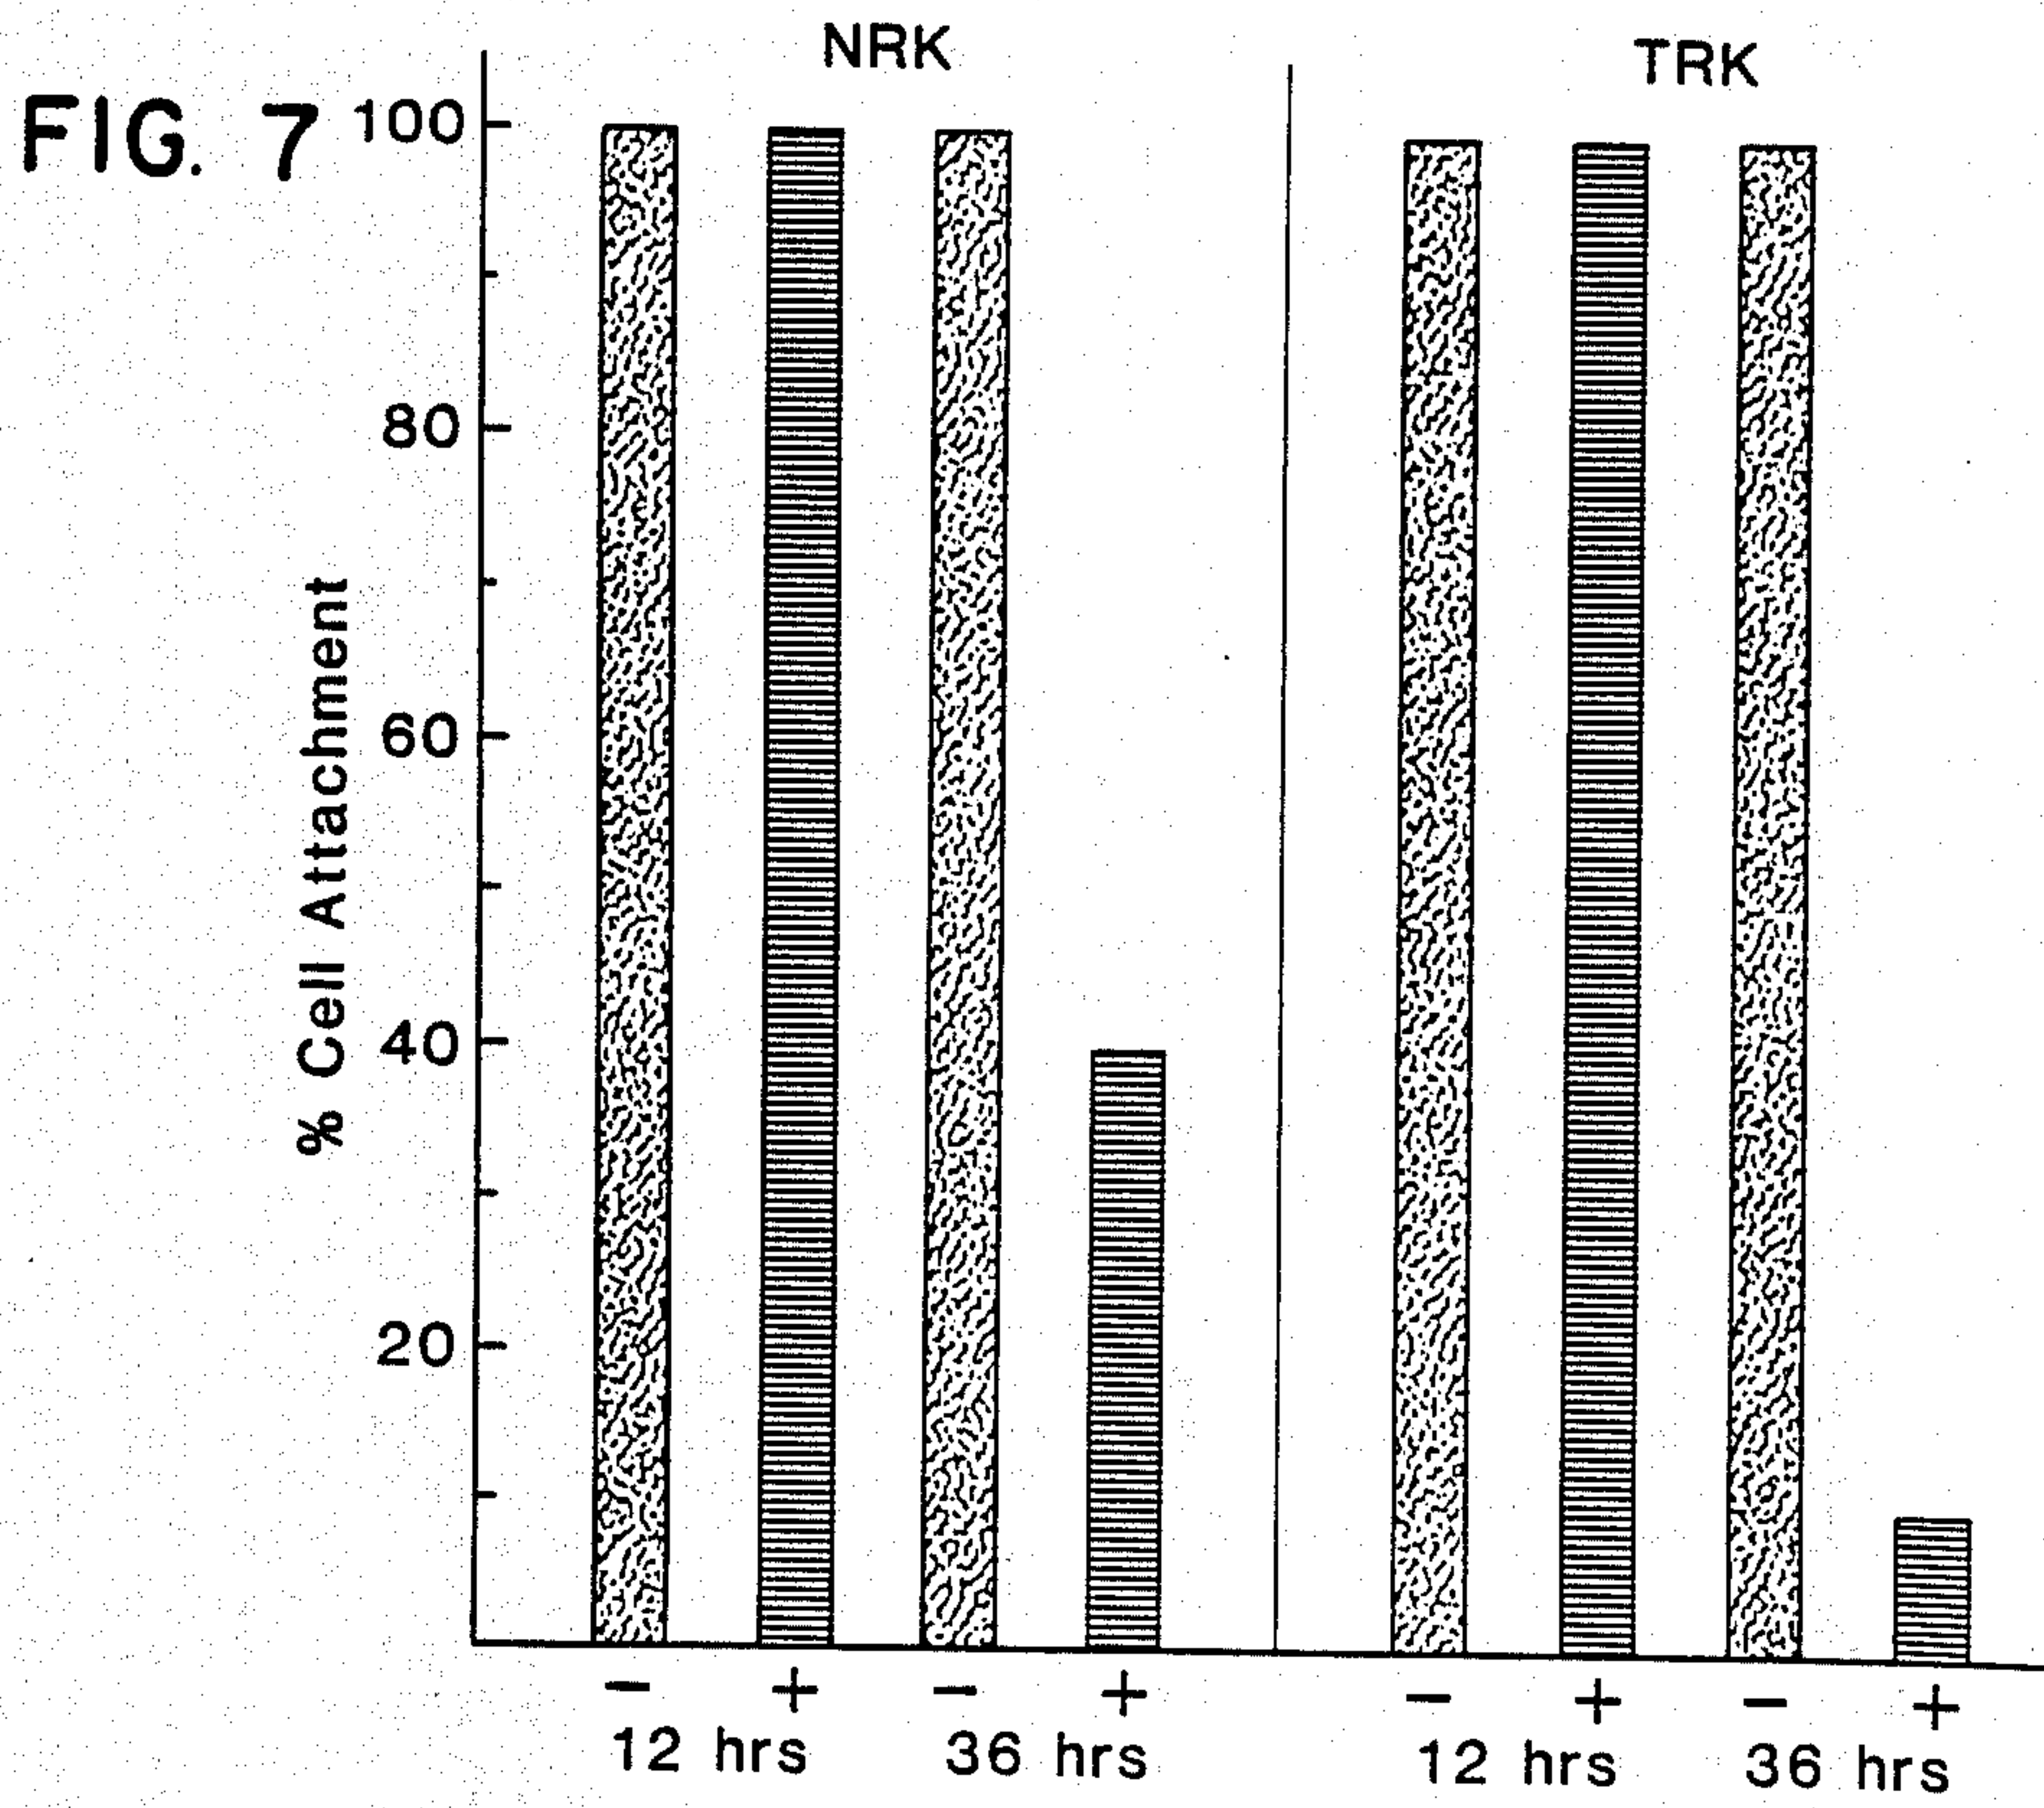 FIG. 7
NRK
TRK
100
80
60
40
20
% Cell Attachment
− + − +
12 hrs 36 hrs
− + − +
12 hrs 36 hrs